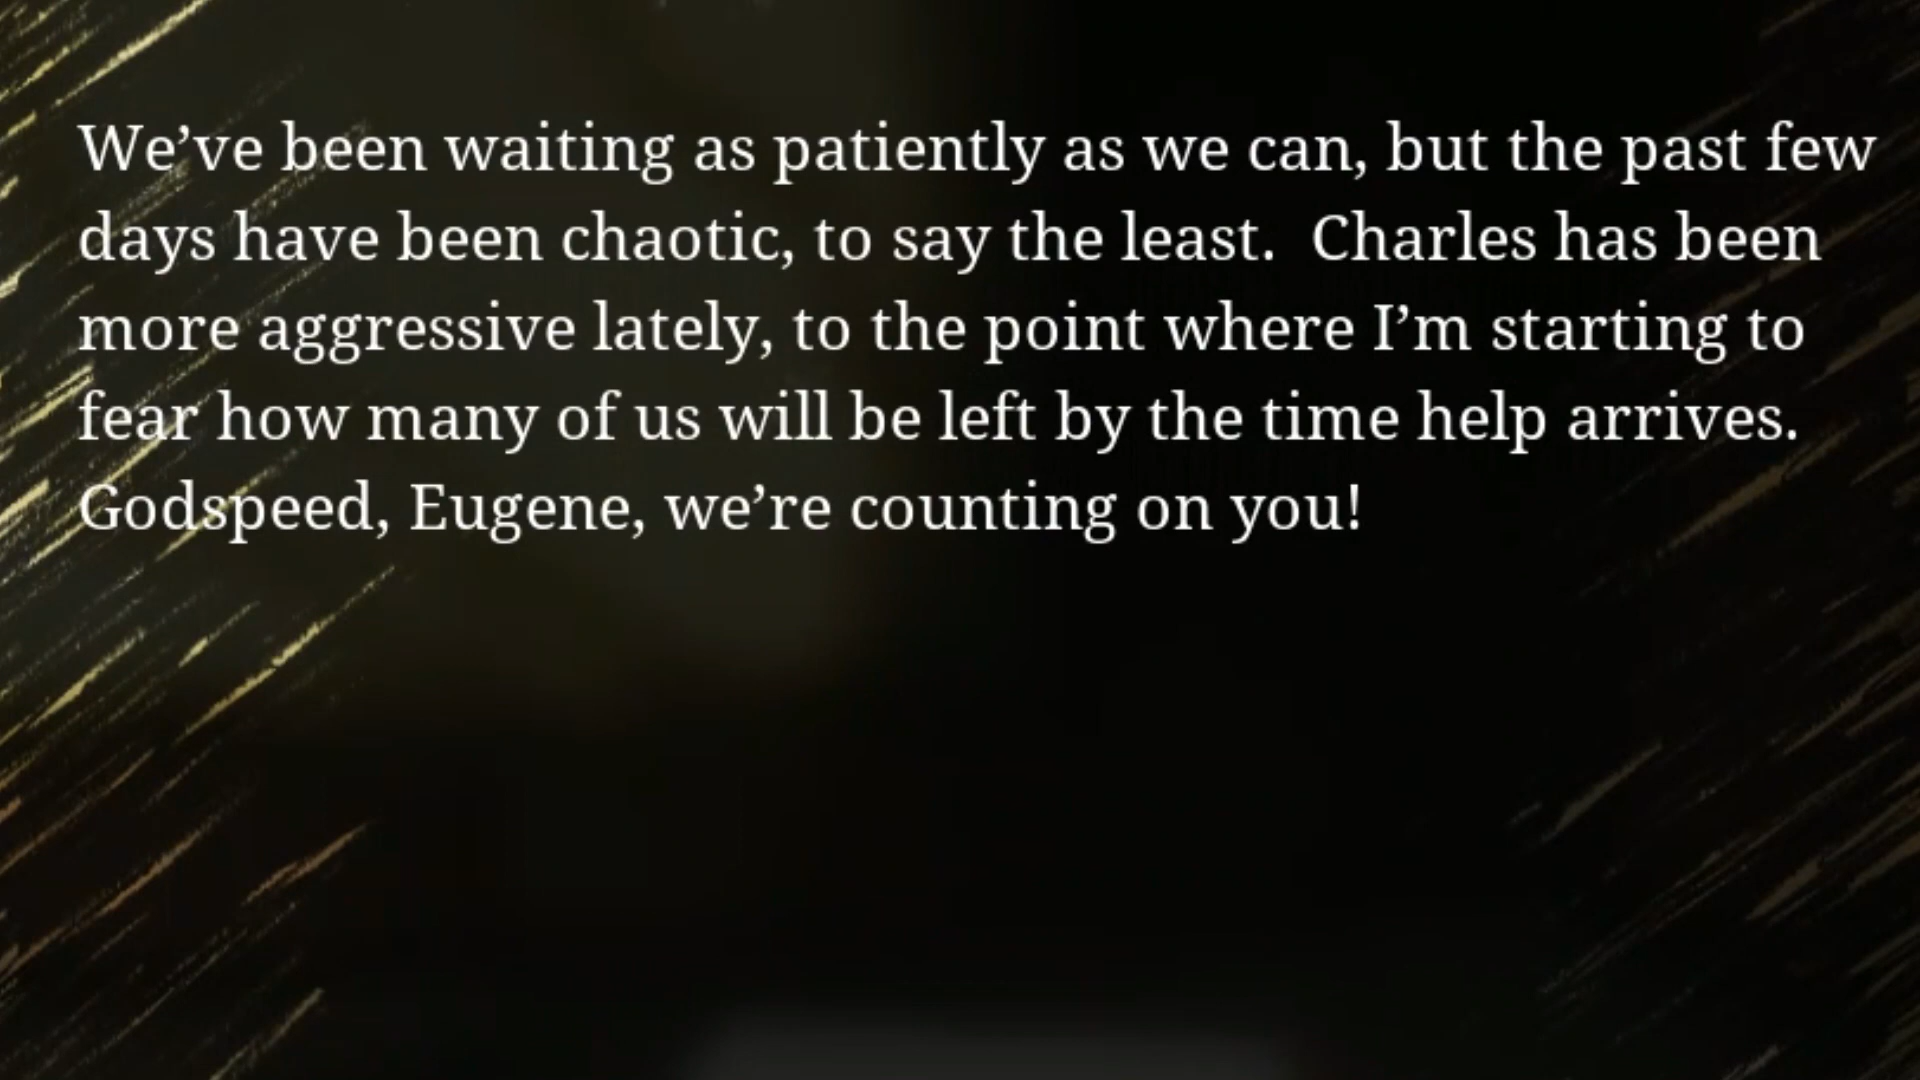 We’ve been waiting as patiently as we can, but the past few
days have been chaotic, to say the least.  Charles has been
more aggressive lately, to the point where I’m starting to
fear how many of us will be left by the time help arrives.
Godspeed, Eugene, we’re counting on you!